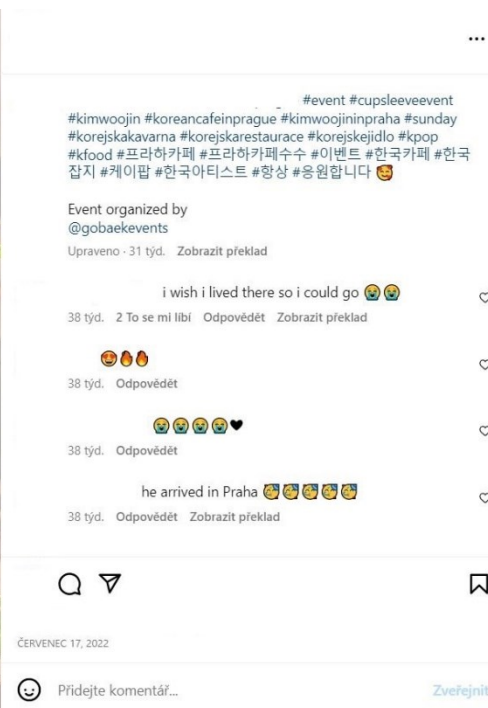 #event #cupsleeveevent
#kimwoojin #koreancafeinprague #kimwoojininpraha #sunday
#korejskakavarna #korejskarestaurace #korejskejidlo #kpop
#kfood #프라하카페 #프라하카페수수 #이벤트 #한국카페 #한국
잡지 #케이팝 #한국아티스트 #항상 #응원합니다 🥰
Event organized by
@gobaekevents
Upraveno · 31 týd. Zobrazit překlad
i wish i lived there so i could go 😭😭
38 týd. 2 To se mi líbí Odpovědět Zobrazit překlad
😍🔥🔥
38 týd. Odpovědět
😭😭😭😭🖤
38 týd. Odpovědět
he arrived in Praha 🥳🥳🥳🥳🥳
38 týd. Odpovědět Zobrazit překlad
ČERVENEC 17, 2022
Přidejte komentář...
Zveřejnit